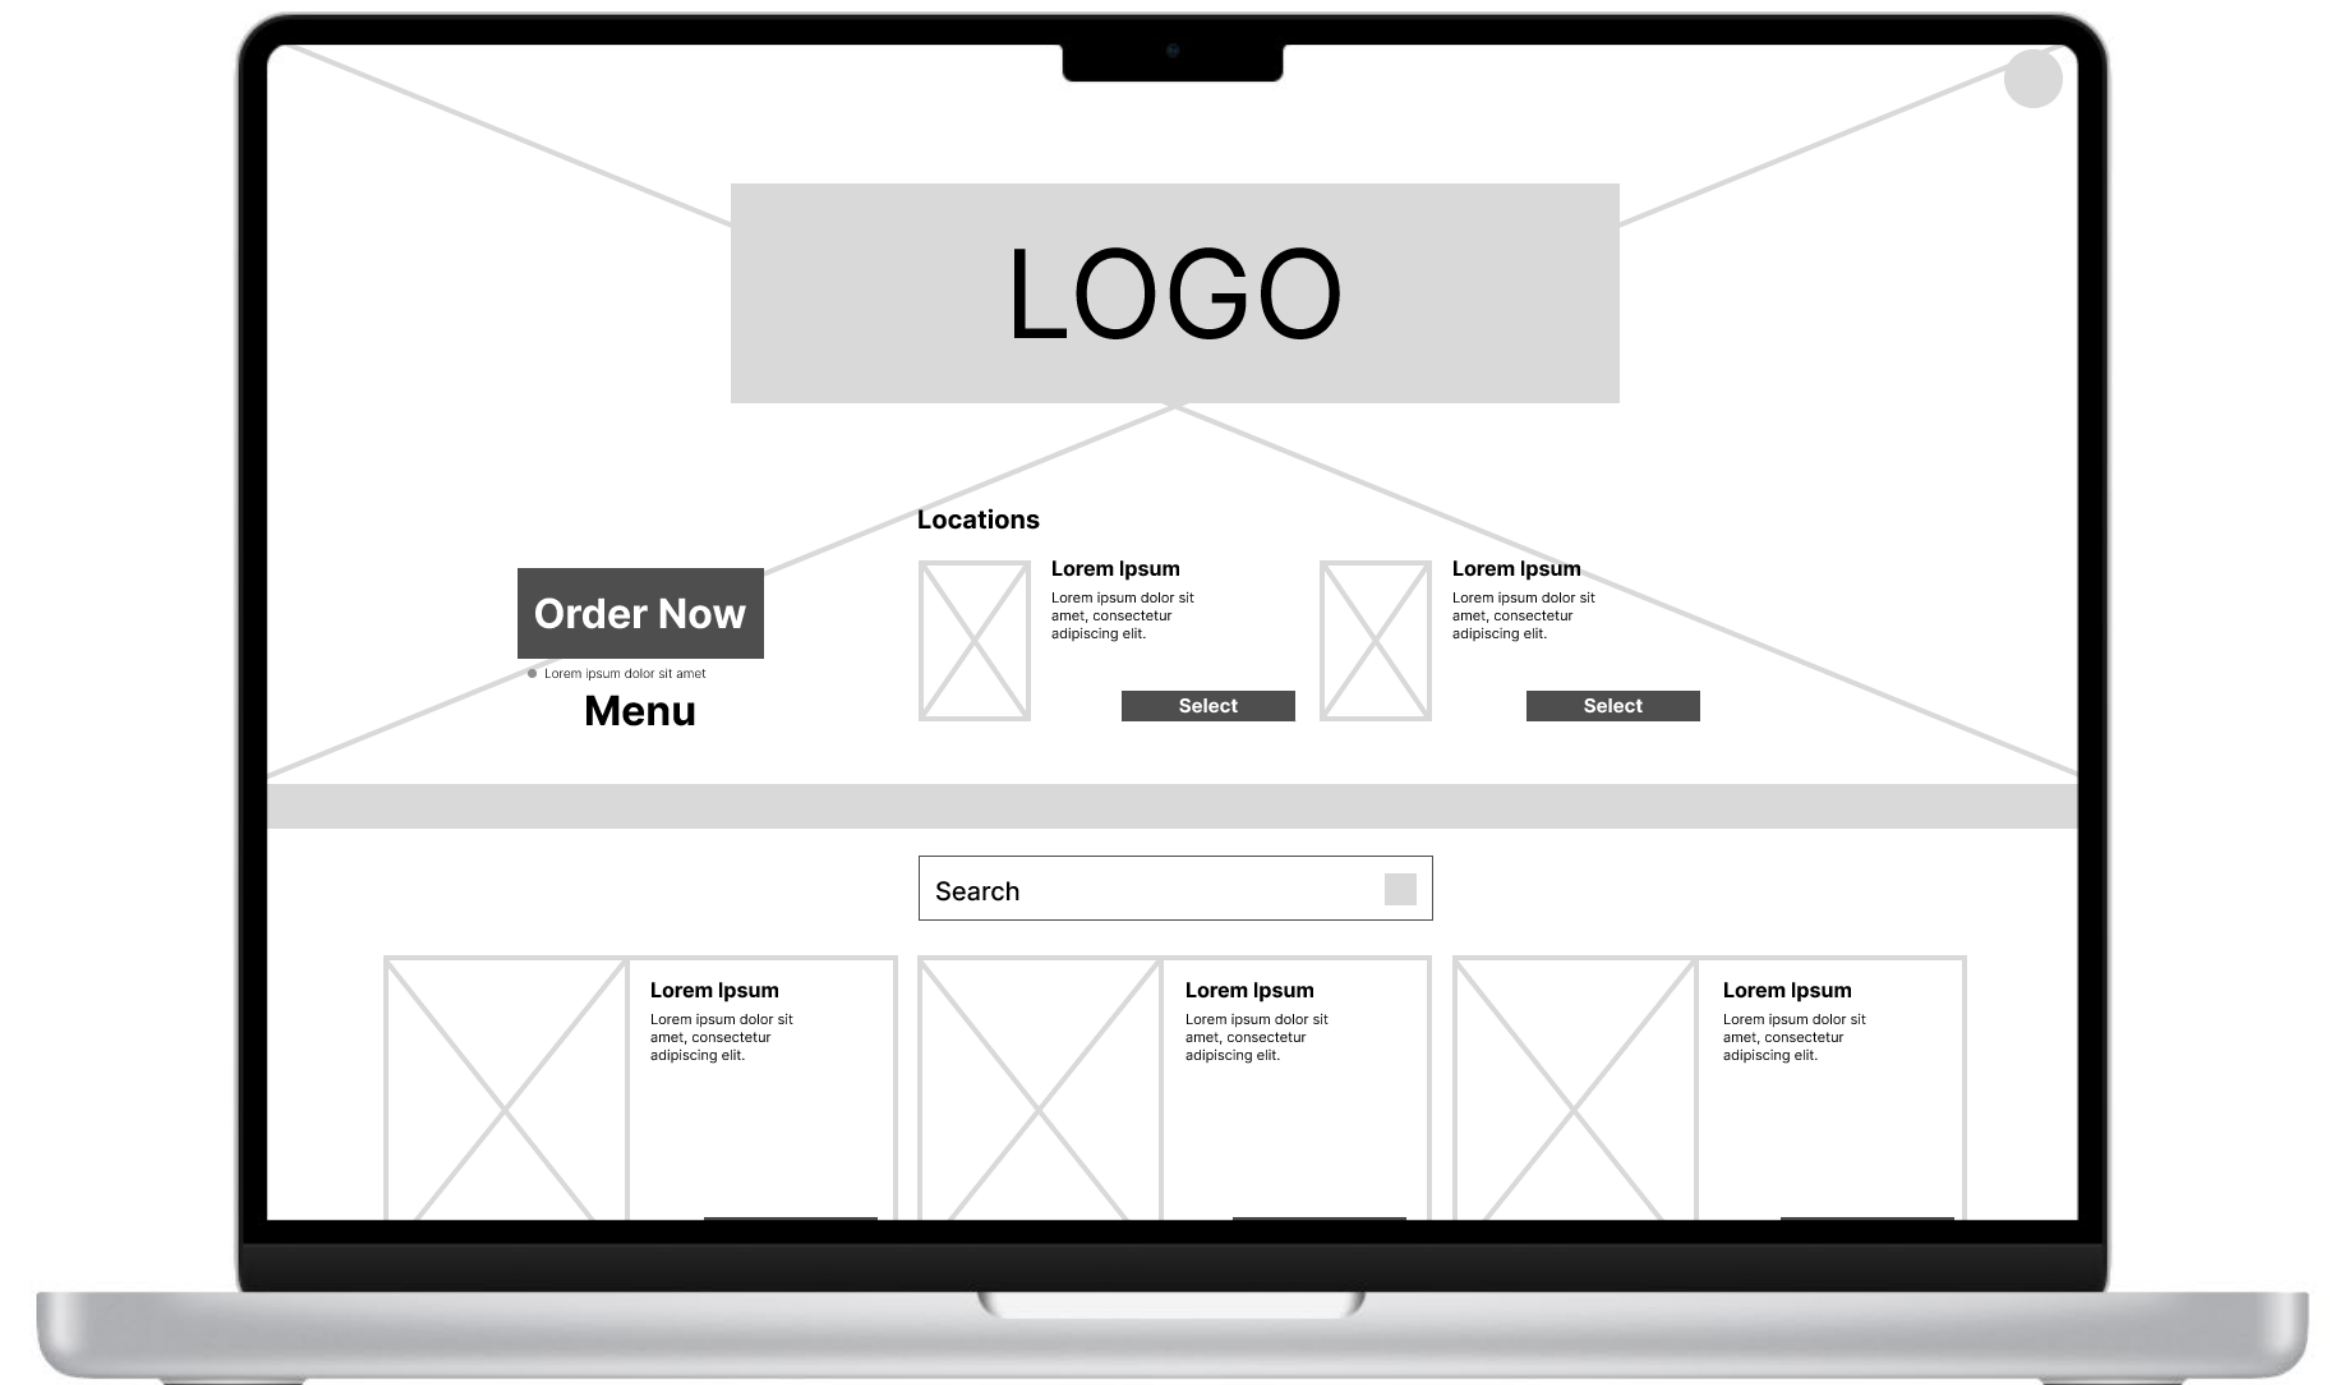 LOGO
Order Now
Lorem ipsum dolor sit amet
Menu
Locations
Lorem Ipsum
Lorem ipsum dolor sit
amet, consectetur
adipiscing elit.
Select
Lorem Ipsum
Lorem ipsum dolor sit
amet, consectetur
adipiscing elit.
Select
Search
Lorem Ipsum
Lorem ipsum dolor sit
amet, consectetur
adipiscing elit.
Lorem Ipsum
Lorem ipsum dolor sit
amet, consectetur
adipiscing elit.
Lorem Ipsum
Lorem ipsum dolor sit
amet, consectetur
adipiscing elit.